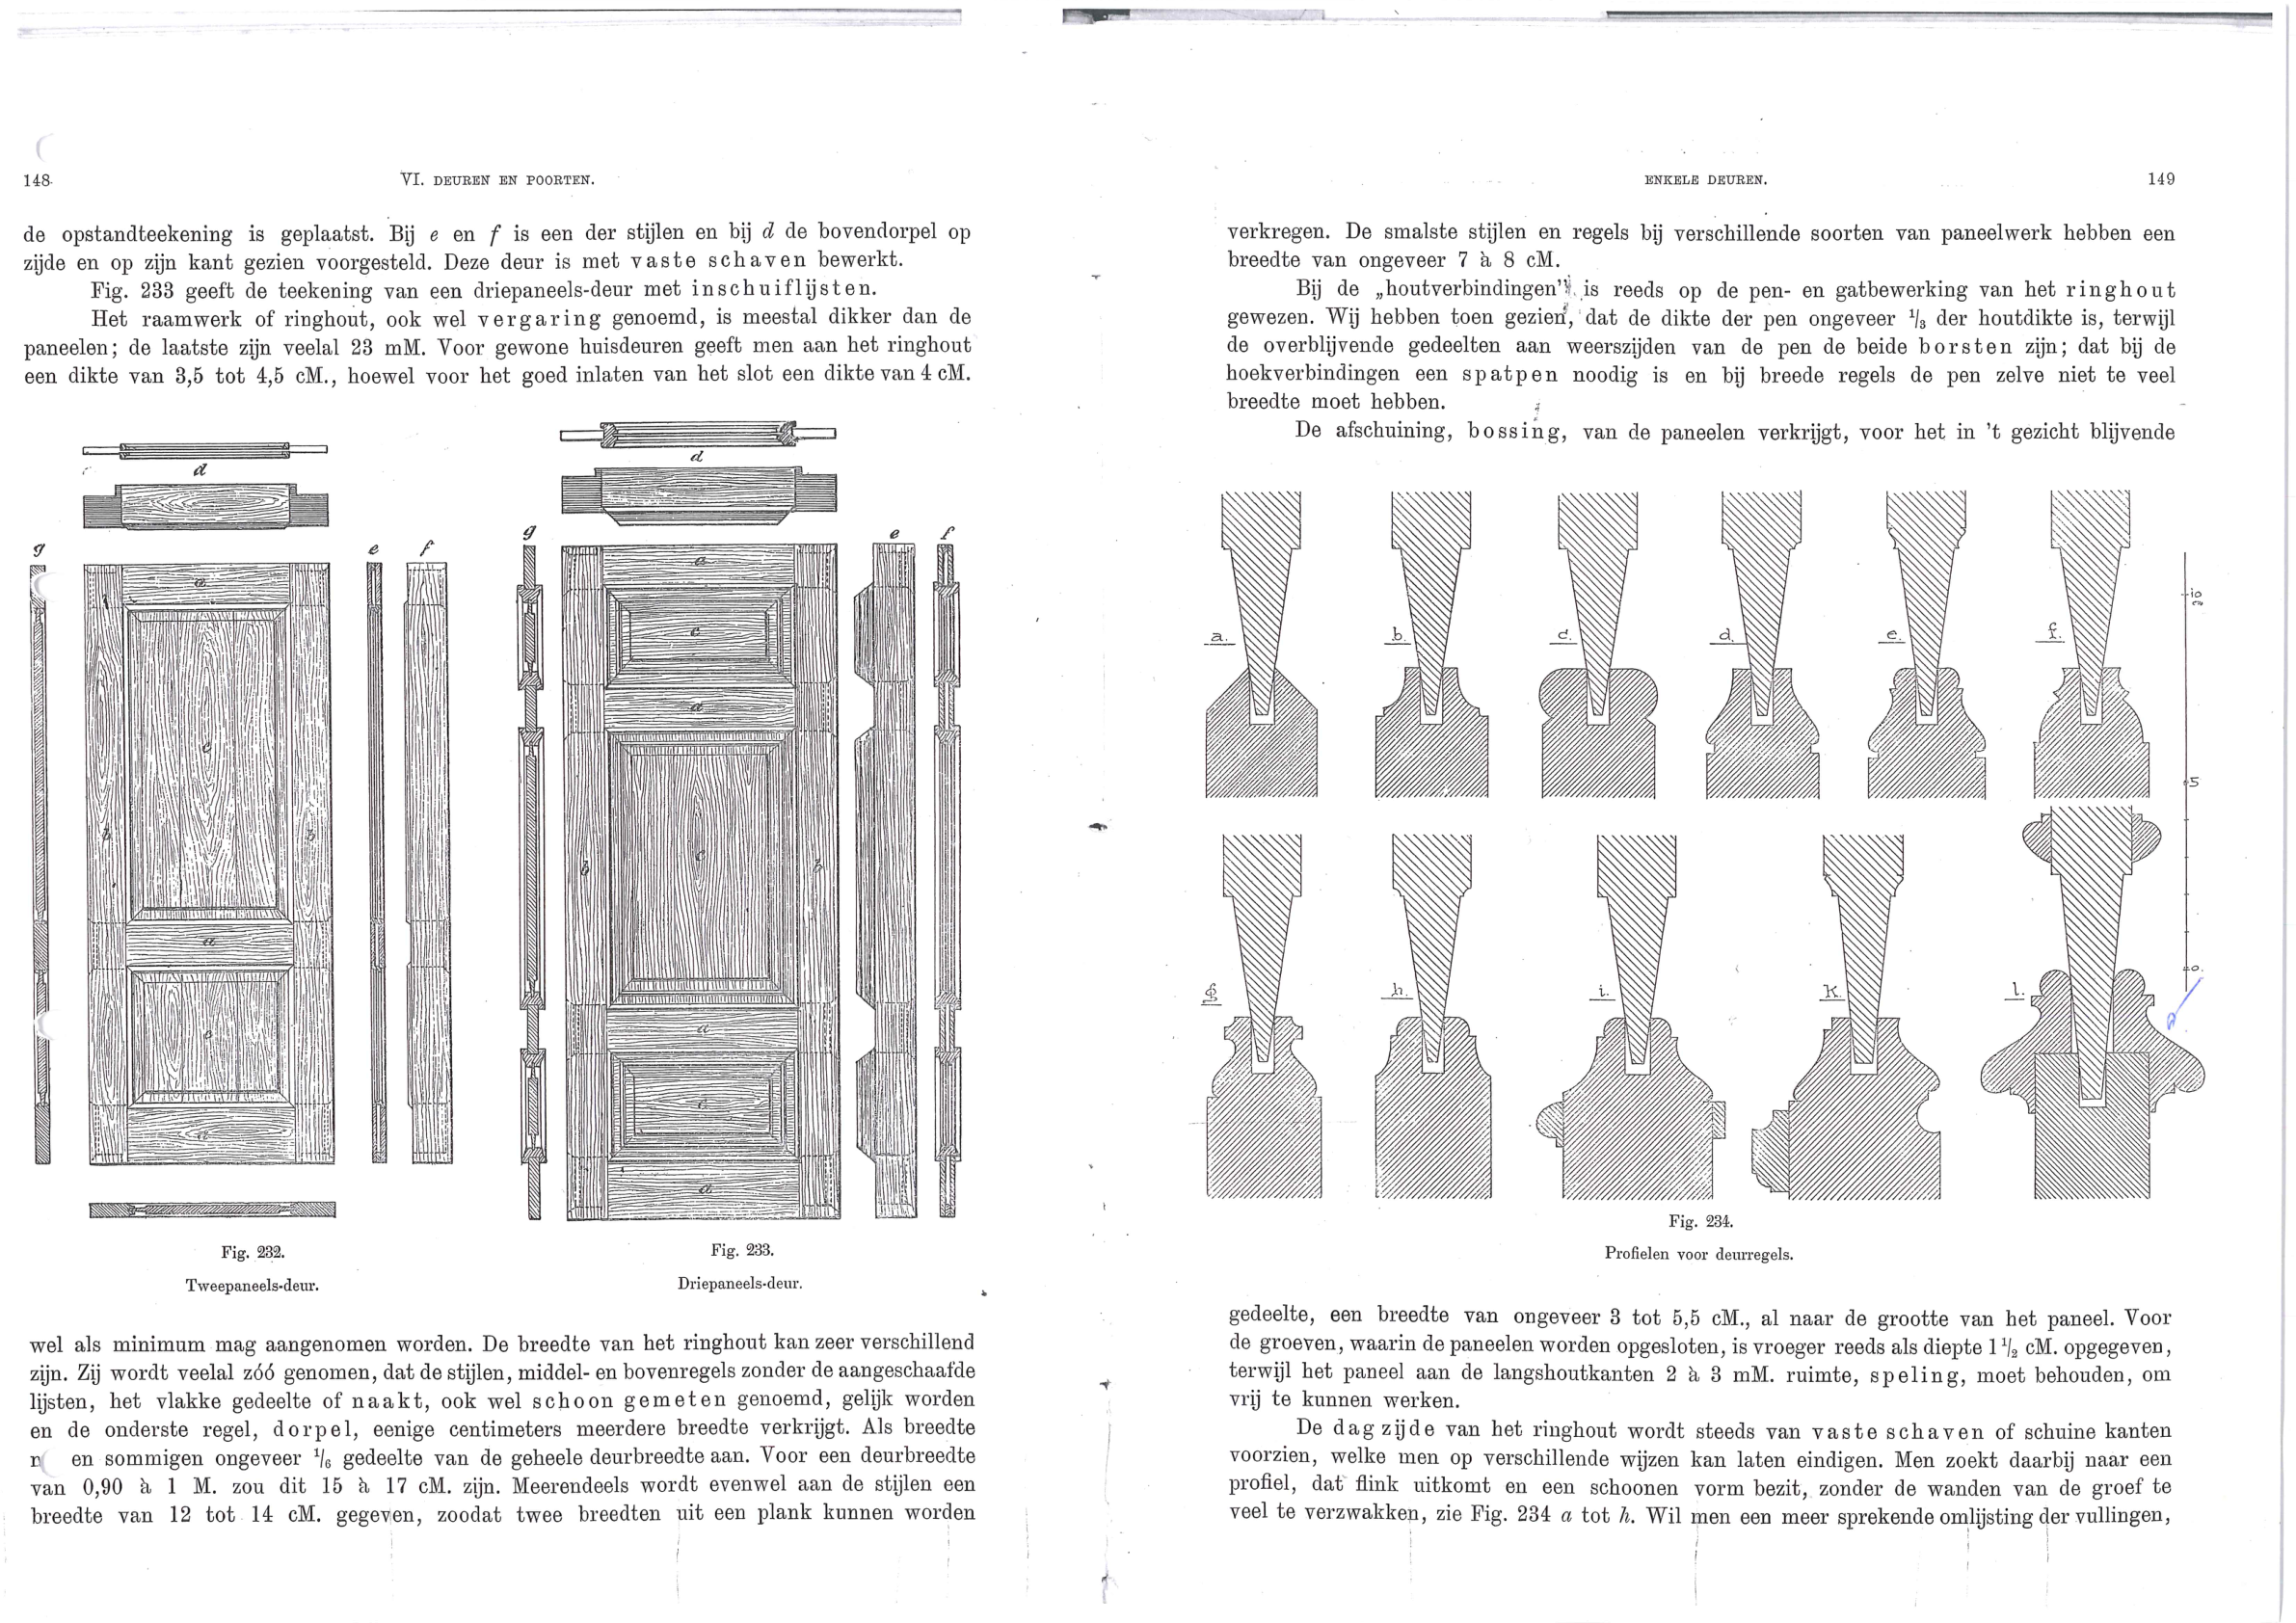 148
VI. DEUREN EN POORTEN.
de opstandteekening is geplaatst. Bij e en f is een der stijlen en bij d de bovendorpel op
zijde en op zijn kant gezien voorgesteld. Deze deur is met vaste schaven bewerkt.
Fig. 233 geeft de teekening van een driepaneels-deur met inschuiflijsten.
Het raamwerk of ringhout, ook wel vergaring genoemd, is meestal dikker dan de
paneelen; de laatste zijn veelal 23 mM. Voor gewone huisdeuren geeft men aan het ringhout
een dikte van 3,5 tot 4,5 cM., hoewel voor het goed inlaten van het slot een dikte van 4 cM.
d
d
g
e
f
g
e
f
a
c
b
b
a
c
a
a
c
a
b
c
b
a
c
a
Fig. 232.
Tweepaneels-deur.
Fig. 233.
Driepaneels-deur.
wel als minimum mag aangenomen worden. De breedte van het ringhout kan zeer verschillend
zijn. Zij wordt veelal zóó genomen, dat de stijlen, middel- en bovenregels zonder de aangeschaafde
lijsten, het vlakke gedeelte of naakt, ook wel schoon gemeten genoemd, gelijk worden
en de onderste regel, dorpel, eenige centimeters meerdere breedte verkrijgt. Als breedte
en sommigen ongeveer 1/6 gedeelte van de geheele deurbreedte aan. Voor een deurbreedte
van 0,90 à 1 M. zou dit 15 à 17 cM. zijn. Meerendeels wordt evenwel aan de stijlen een
breedte van 12 tot 14 cM. gegeven, zoodat twee breedten uit een plank kunnen worden
ENKELE DEUREN.
149
verkregen. De smalste stijlen en regels bij verschillende soorten van paneelwerk hebben een
breedte van ongeveer 7 à 8 cM.
Bij de „houtverbindingen" is reeds op de pen- en gatbewerking van het ringhout
gewezen. Wij hebben toen gezien, dat de dikte der pen ongeveer 1/3 der houtdikte is, terwijl
de overblijvende gedeelten aan weerszijden van de pen de beide borsten zijn; dat bij de
hoekverbindingen een spatpen noodig is en bij breede regels de pen zelve niet te veel
breedte moet hebben.
De afschuining, bossing, van de paneelen verkrijgt, voor het in 't gezicht blijvende
a.
b.
c.
d.
e.
f.
10
5
0.
g
h.
i.
K.
l.
Fig. 234.
Profielen voor deurregels.
gedeelte, een breedte van ongeveer 3 tot 5,5 cM., al naar de grootte van het paneel. Voor
de groeven, waarin de paneelen worden opgesloten, is vroeger reeds als diepte 1 1/2 cM. opgegeven,
terwijl het paneel aan de langshoutkanten 2 à 3 mM. ruimte, speling, moet behouden, om
vrij te kunnen werken.
De dagzijde van het ringhout wordt steeds van vaste schaven of schuine kanten
voorzien, welke men op verschillende wijzen kan laten eindigen. Men zoekt daarbij naar een
profiel, dat flink uitkomt en een schoonen vorm bezit, zonder de wanden van de groef te
veel te verzwakken, zie Fig. 234 a tot h. Wil men een meer sprekende omlijsting der vullingen,